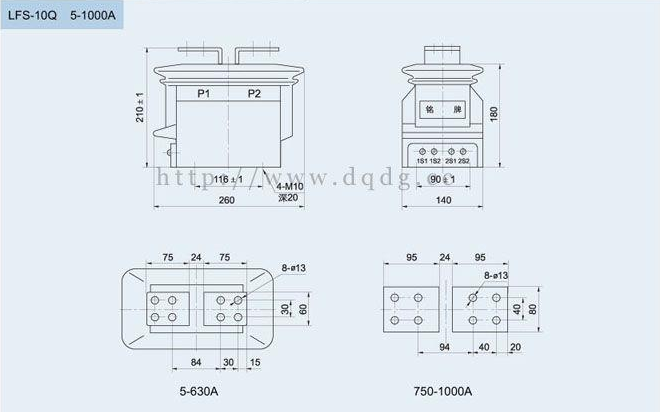 LFS-10Q 5-1000A
P1 P2
210±1
116±1
260
4-M10
深20
铭 牌
1S1 1S2 2S1 2S2
180
90±1
140
http://www.dqdg.cc
75 24 75
8-ø13
30
60
84 30 15
5-630A
95 24 95
8-ø13
40
80
94 40 20
750-1000A